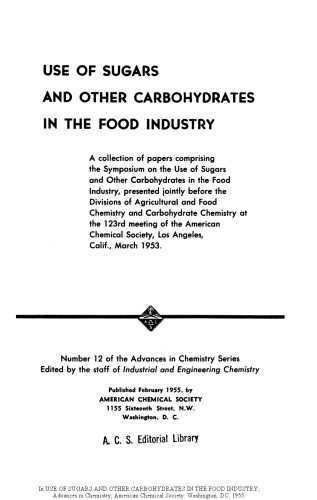 USE OF SUGARS
AND OTHER CARBOHYDRATES
IN THE FOOD INDUSTRY
A collection of papers comprising
the Symposium on the Use of Sugars
and Other Carbohydrates in the Food
Industry, presented jointly before the
Divisions of Agricultural and Food
Chemistry and Carbohydrate Chemistry at
the 123rd meeting of the American
Chemical Society, Los Angeles,
Calif., March 1953.
Number 12 of the Advances in Chemistry Series
Edited by the staff of Industrial and Engineering Chemistry
Published February 1955, by
AMERICAN CHEMICAL SOCIETY
1155 Sixteenth Street, N.W.
Washington, D. C.
A. C. S. Editorial Library
In USE OF SUGARS AND OTHER CARBOHYDRATES IN THE FOOD INDUSTRY;
Advances in Chemistry; American Chemical Society: Washington, DC, 1955.